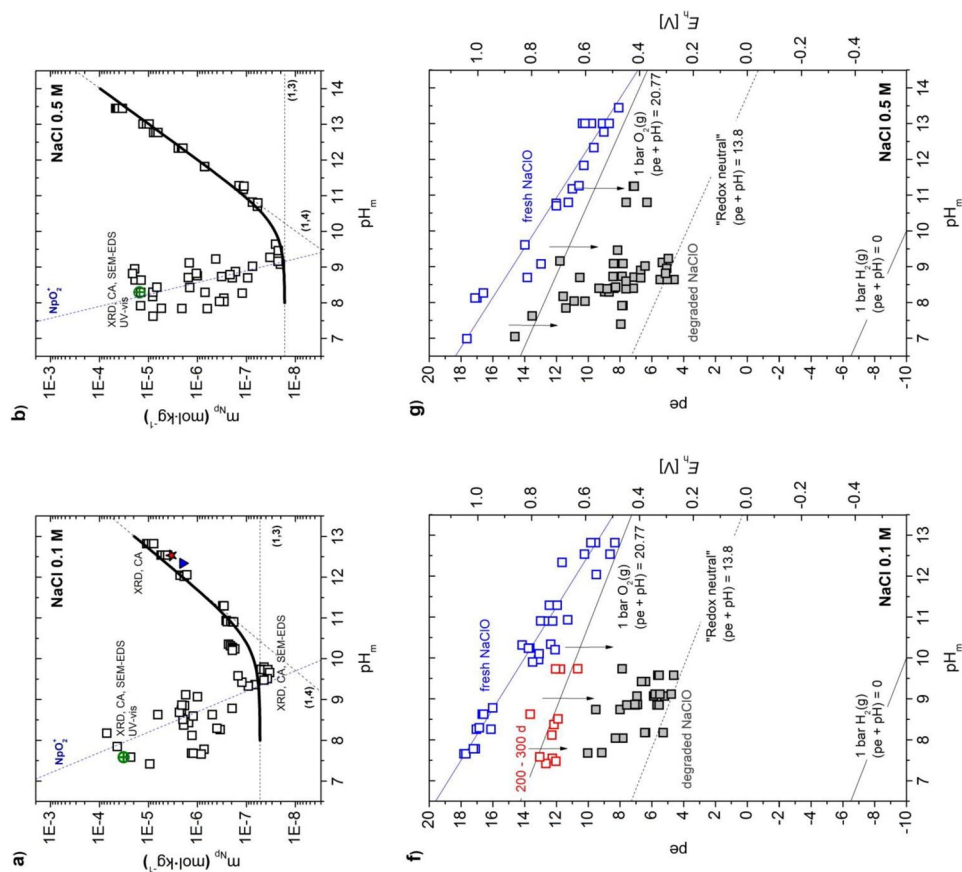 a)
NaCl 0.1 M
1E-3
1E-4
1E-5
1E-6
1E-7
1E-8
m_Np (mol·kg⁻¹)
NpO₂⁺
XRD, CA, SEM-EDS
UV-vis
XRD, CA
XRD, CA, SEM-EDS
(1,4)
(1,3)
7 8 9 10 11 12 13
pH_m
b)
NaCl 0.5 M
1E-3
1E-4
1E-5
1E-6
1E-7
1E-8
m_Np (mol·kg⁻¹)
NpO₂⁺
XRD, CA, SEM-EDS
UV-vis
(1,3)
(1,4)
7 8 9 10 11 12 13 14
pH_m
f)
20
18
16
14
12
10
8
6
4
2
0
-2
-4
-6
-8
-10
pe
fresh NaClO
200 - 300 d
1 bar O₂(g)
(pe + pH) = 20.77
degraded NaClO
"Redox neutral"
(pe + pH) = 13.8
1 bar H₂(g)
(pe + pH) = 0
NaCl 0.1 M
1.0
0.8
0.6
0.4
0.2
0.0
-0.2
-0.4
E_h [V]
7 8 9 10 11 12 13
pH_m
g)
20
18
16
14
12
10
8
6
4
2
0
-2
-4
-6
-8
-10
pe
fresh NaClO
1 bar O₂(g)
(pe + pH) = 20.77
degraded NaClO
"Redox neutral"
(pe + pH) = 13.8
1 bar H₂(g)
(pe + pH) = 0
NaCl 0.5 M
1.0
0.8
0.6
0.4
0.2
0.0
-0.2
-0.4
E_h [V]
7 8 9 10 11 12 13 14
pH_m